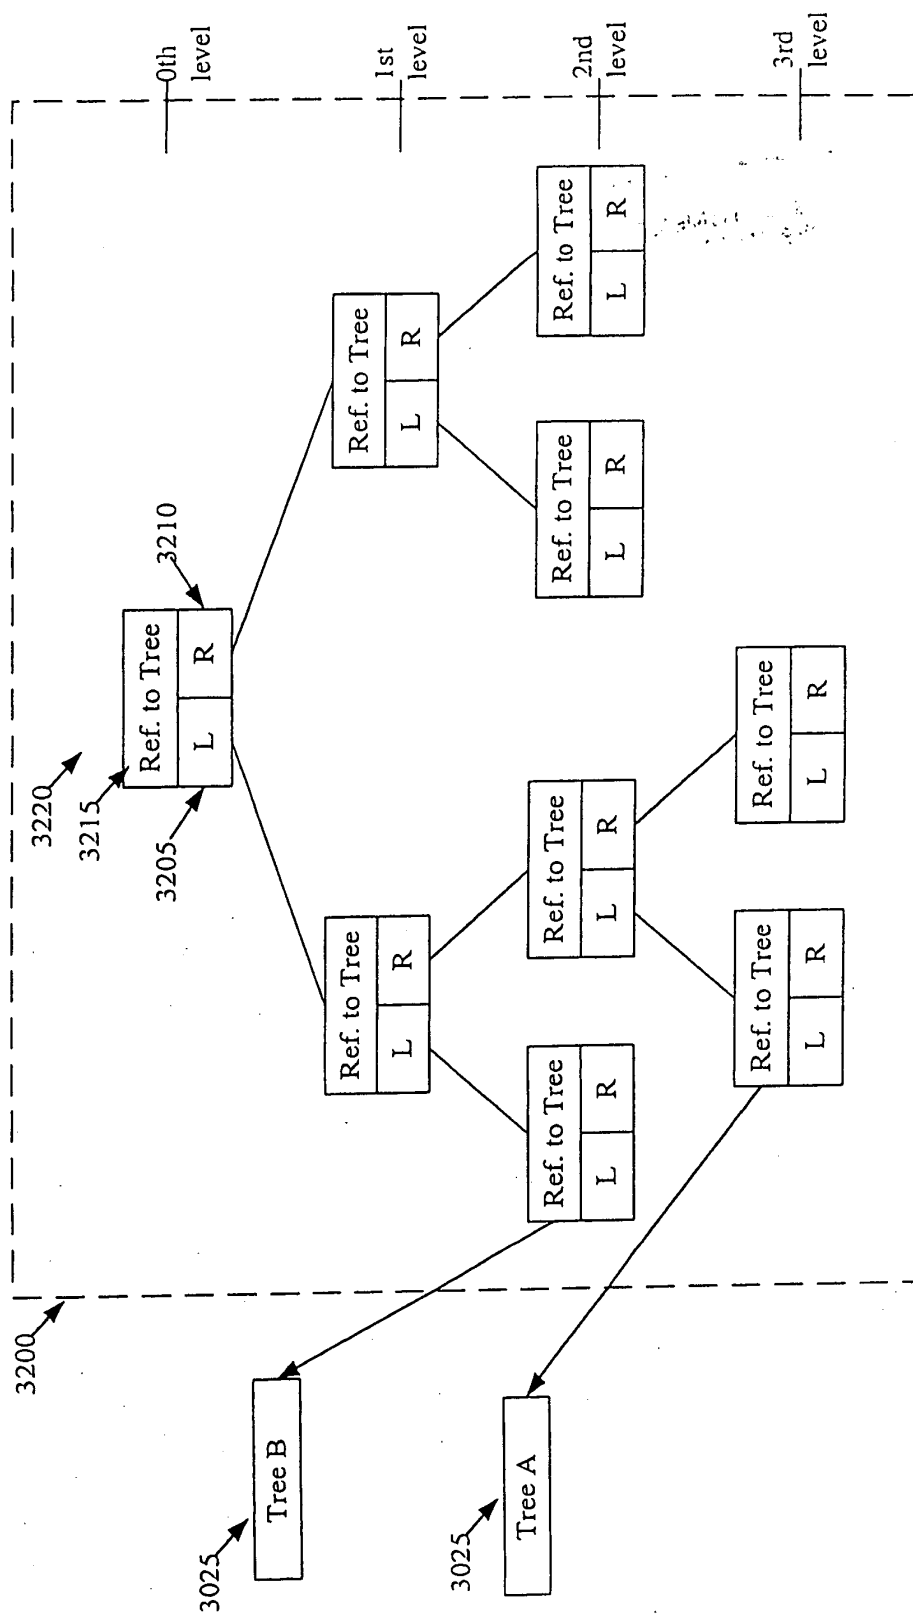 3200
3220
3215
Ref. to Tree
L
R
3205
3210
0th
level
Ref. to Tree
L
R
Ref. to Tree
L
R
1st
level
3025
Tree B
Ref. to Tree
L
R
Ref. to Tree
L
R
Ref. to Tree
L
R
Ref. to Tree
L
R
2nd
level
3025
Tree A
Ref. to Tree
L
R
Ref. to Tree
L
R
3rd
level